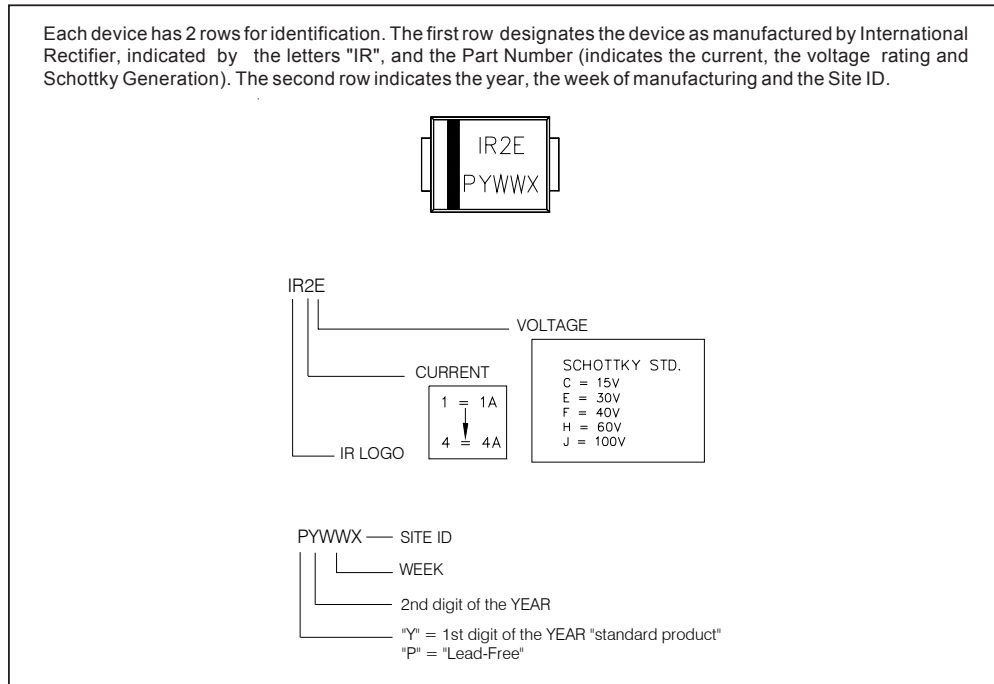 Each device has 2 rows for identification. The first row designates the device as manufactured by International
Rectifier, indicated by the letters "IR", and the Part Number (indicates the current, the voltage rating and
Schottky Generation). The second row indicates the year, the week of manufacturing and the Site ID.
IR2E
PYWWX
IR2E
VOLTAGE
SCHOTTKY STD.
C = 15V
E = 30V
F = 40V
H = 60V
J = 100V
CURRENT
1 = 1A
4 = 4A
IR LOGO
PYWWX
SITE ID
WEEK
2nd digit of the YEAR
"Y" = 1st digit of the YEAR "standard product"
"P" = "Lead-Free"